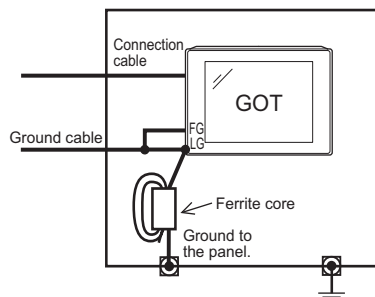 Connection
cable
GOT
FG
LG
Ground cable
Ferrite core
Ground to
the panel.